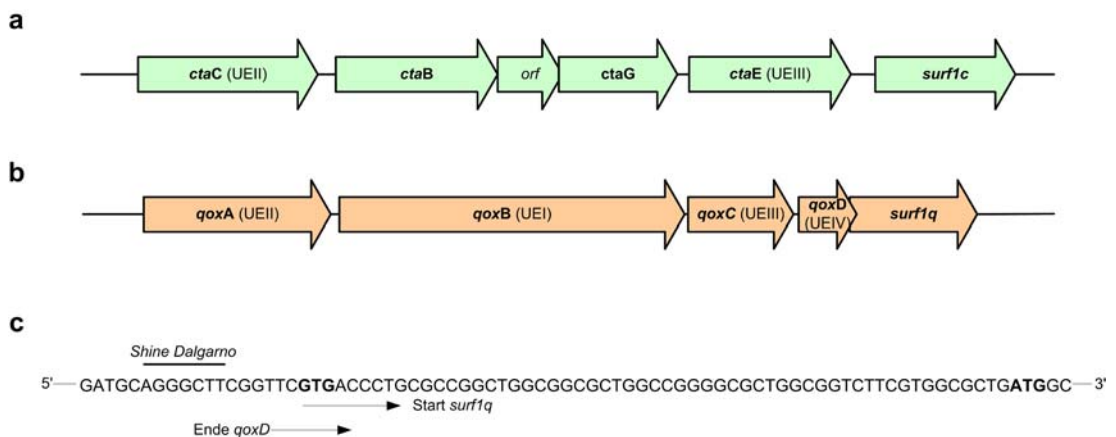 a
ctaC (UEII) ctaB orf ctaG ctaE (UEIII) surf1c
b
qoxA (UEII) qoxB (UEI) qoxC (UEIII) qoxD (UEIV) surf1q
c
Shine Dalgarno
5' GATGCAGGGCTTCGGTTCGTGACCCTGCGCCGGCTGGCGGCGCTGGCCGGGGCGCTGGCGGTCTTCGTGGCGCTGATGGC 3'
Start surf1q
Ende qoxD